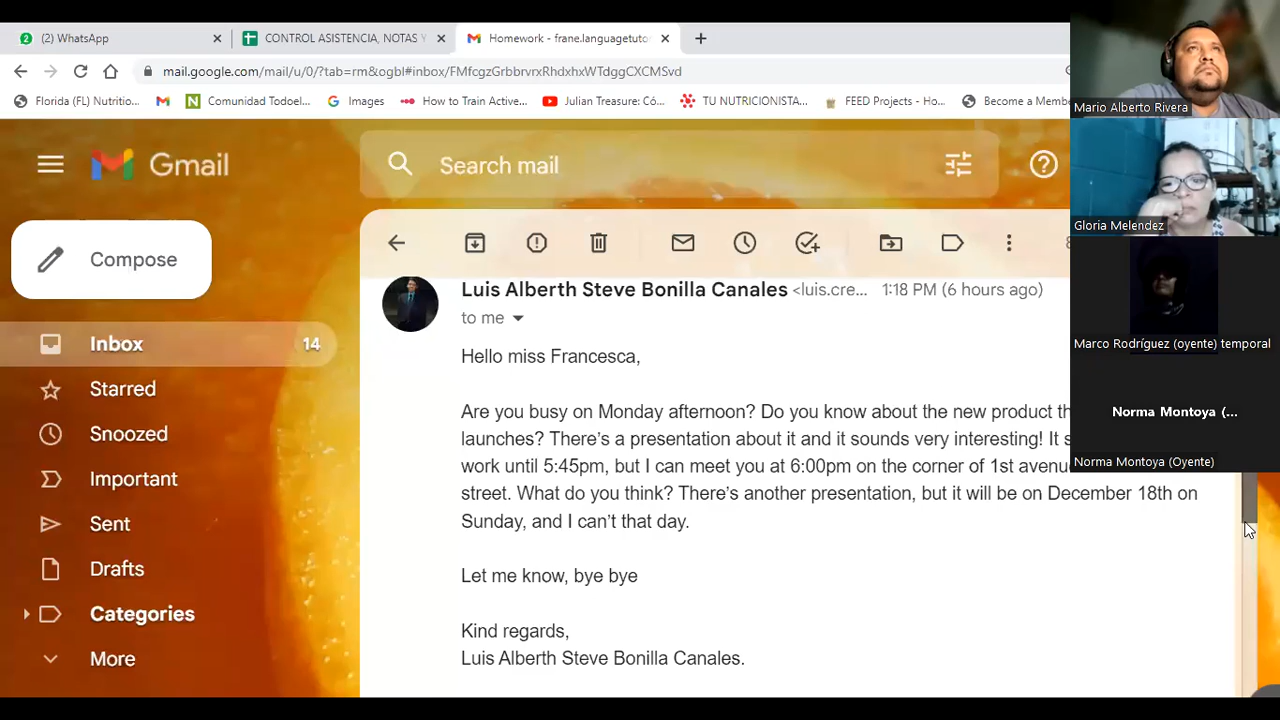 (2) WhatsApp
CONTROL ASISTENCIA, NOTAS Y
Homework - frane.languagetutor
mail.google.com/mail/u/0/?tab=rm&ogbl#inbox/FMfcgzGrbbrvrxRhdxhxWTdggCXCMSvd
Florida (FL) Nutritio...
Comunidad Todoel...
Images
How to Train Active...
Julian Treasure: Có...
TU NUTRICIONISTA...
FEED Projects - Ho...
Become a Membe
Gmail
Search mail
Compose
Inbox 14
Starred
Snoozed
Important
Sent
Drafts
Categories
More
Luis Alberth Steve Bonilla Canales <luis.cre... 1:18 PM (6 hours ago)
to me
Hello miss Francesca,
Are you busy on Monday afternoon? Do you know about the new product th
launches? There's a presentation about it and it sounds very interesting! It s
work until 5:45pm, but I can meet you at 6:00pm on the corner of 1st avenu
street. What do you think? There's another presentation, but it will be on December 18th on
Sunday, and I can't that day.
Let me know, bye bye
Kind regards,
Luis Alberth Steve Bonilla Canales.
Mario Alberto Rivera
Gloria Melendez
Marco Rodríguez (oyente) temporal
Norma Montoya (...
Norma Montoya (Oyente)